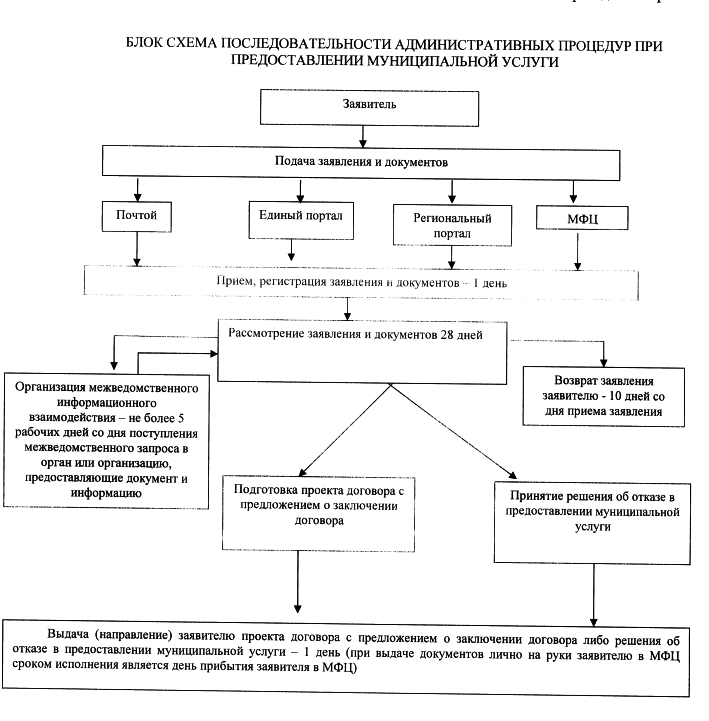 БЛОК СХЕМА ПОСЛЕДОВАТЕЛЬНОСТИ АДМИНИСТРАТИВНЫХ ПРОЦЕДУР ПРИ
ПРЕДОСТАВЛЕНИИ МУНИЦИПАЛЬНОЙ УСЛУГИ
Заявитель
Подача заявления и документов
Почтой
Единый портал
Региональный
портал
МФЦ
Прием, регистрация заявления и документов – 1 день
Рассмотрение заявления и документов 28 дней
Организация межведомственного
информационного
взаимодействия – не более 5
рабочих дней со дня поступления
межведомственного запроса в
орган или организацию,
предоставляющие документ и
информацию
Возврат заявления
заявителю - 10 дней со
дня приема заявления
Подготовка проекта договора с
предложением о заключении
договора
Принятие решения об отказе в
предоставлении муниципальной
услуги
Выдача (направление) заявителю проекта договора с предложением о заключении договора либо решения об
отказе в предоставлении муниципальной услуги – 1 день (при выдаче документов лично на руки заявителю в МФЦ
сроком исполнения является день прибытия заявителя в МФЦ)